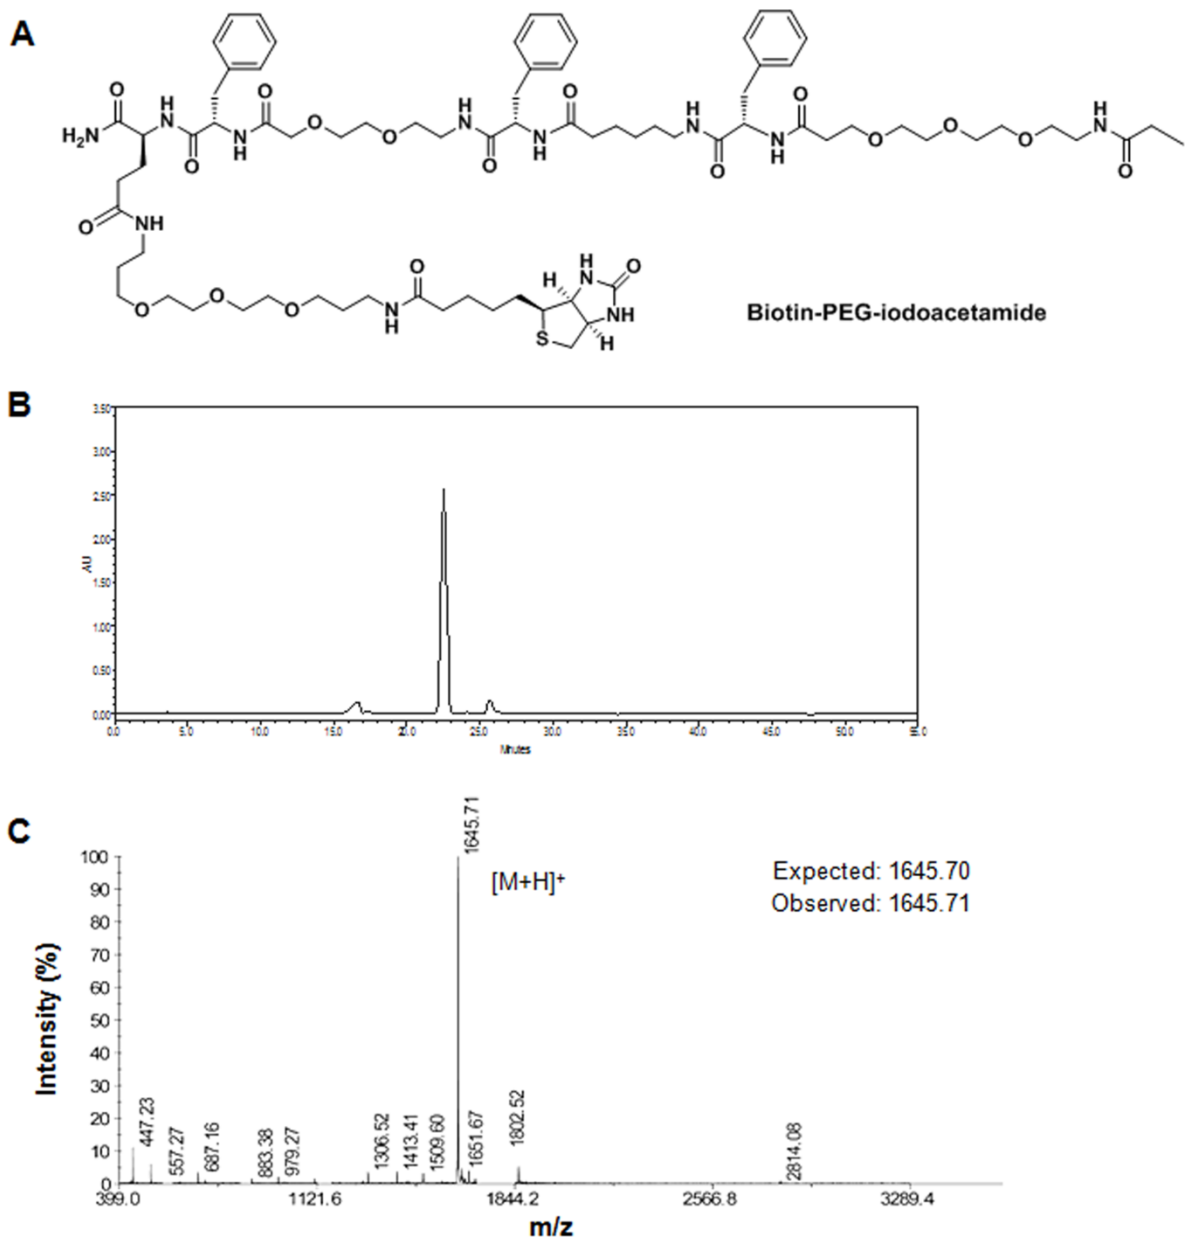 A
O
H
N
O
O
O
H
N
O
H
N
O
O
H
N
H₂N
N
H
O
O
N
H
O
N
H
O
O
O
O
O
O
O
NH
O
O
O
O
N
H
H
H
N
O
NH
S
H
Biotin-PEG-iodoacetamide
B
3.50
3.00
2.50
2.00
1.50
1.00
0.50
0.00
AU
0.0
5.0
10.0
15.0
20.0
25.0
30.0
35.0
40.0
45.0
50.0
55.0
Minutes
C
1645.71
[M+H]⁺
Expected: 1645.70
Observed: 1645.71
100
90
80
70
60
50
40
30
20
10
0
Intensity (%)
447.23
557.27
687.16
883.38
979.27
1306.52
1413.41
1509.60
1651.67
1802.52
2814.08
399.0
1121.6
1844.2
2566.8
3289.4
m/z